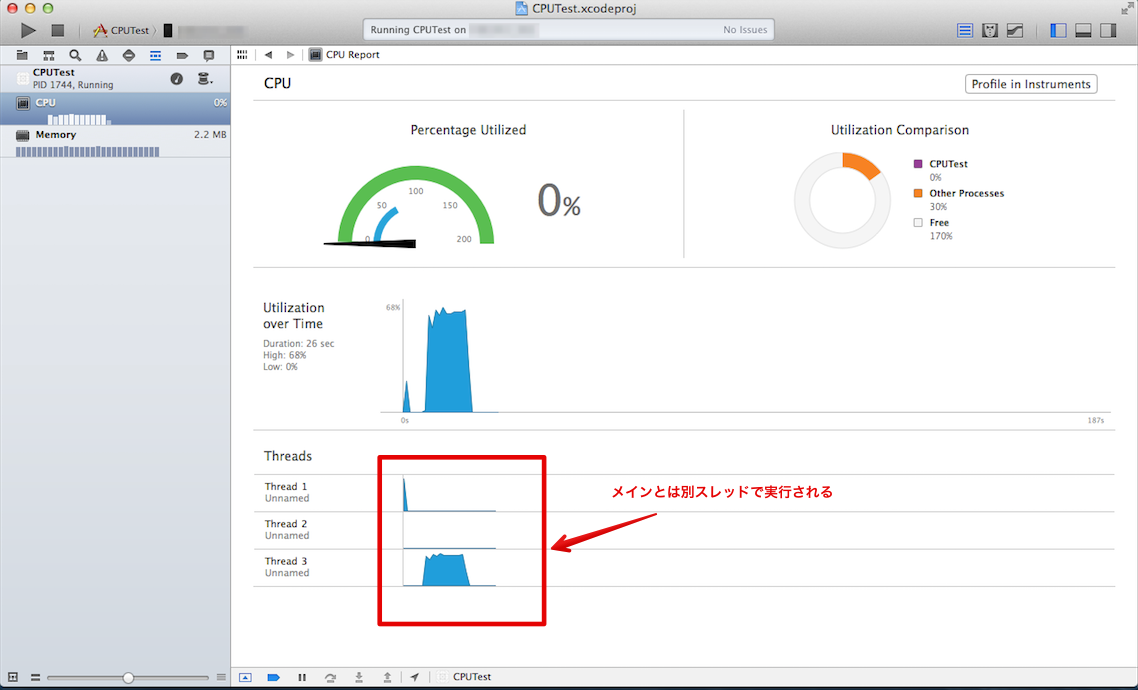 CPUTest.xcodeproj
CPUTest
Running CPUTest on
No Issues
CPU Report
CPUTest
PID 1744, Running
CPU
0%
Memory
2.2 MB
CPU
Profile in Instruments
Percentage Utilized
0
50
100
150
200
0%
Utilization Comparison
CPUTest
0%
Other Processes
30%
Free
170%
Utilization
over Time
Duration: 26 sec
High: 68%
Low: 0%
68%
0s
187s
Threads
Thread 1
Unnamed
Thread 2
Unnamed
Thread 3
Unnamed
メインとは別スレッドで実行される
CPUTest